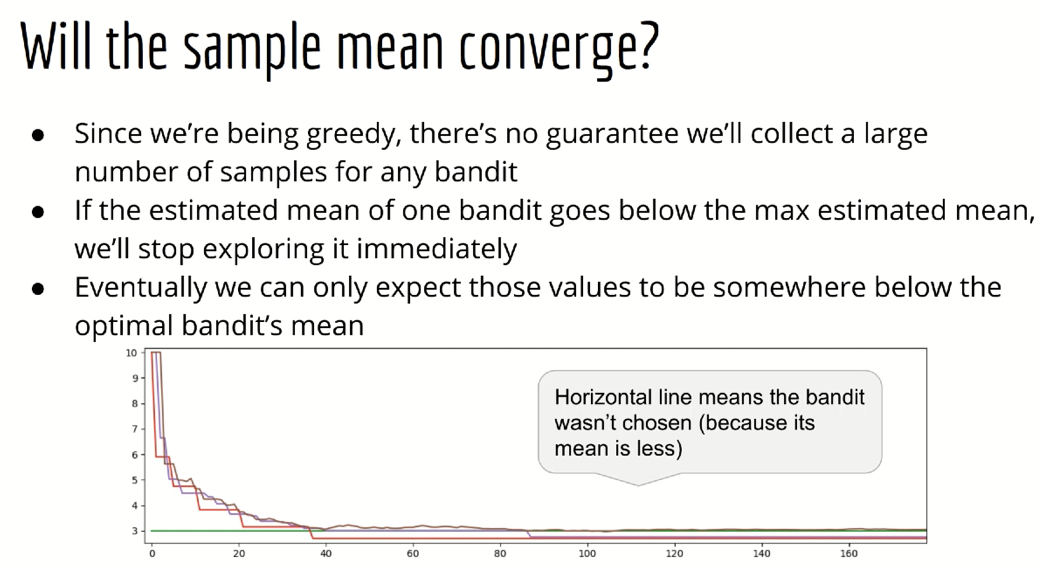 Will the sample mean converge?
● Since we're being greedy, there's no guarantee we'll collect a large
number of samples for any bandit
● If the estimated mean of one bandit goes below the max estimated mean,
we'll stop exploring it immediately
● Eventually we can only expect those values to be somewhere below the
optimal bandit's mean
Horizontal line means the bandit
wasn't chosen (because its
mean is less)
10
9
8
7
6
5
4
3
0 20 40 60 80 100 120 140 160